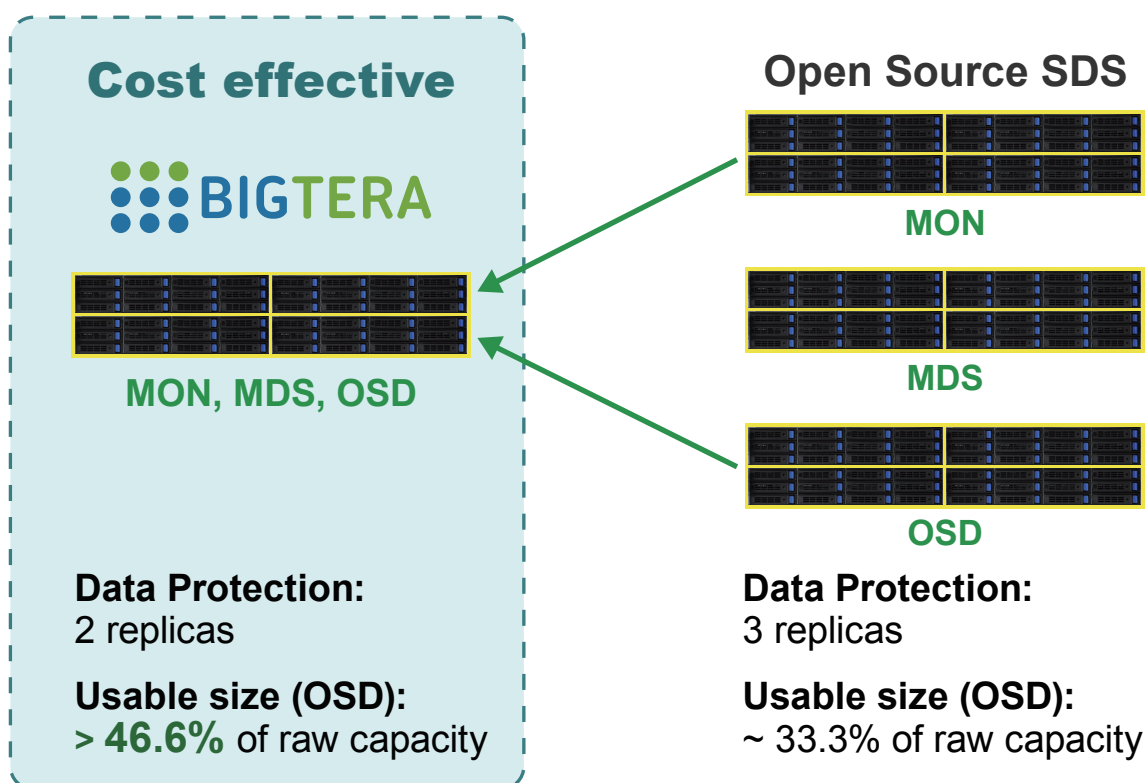 Cost effective
BIGTERA
MON, MDS, OSD
Data Protection:
2 replicas
Usable size (OSD):
> 46.6% of raw capacity
Open Source SDS
MON
MDS
OSD
Data Protection:
3 replicas
Usable size (OSD):
~ 33.3% of raw capacity